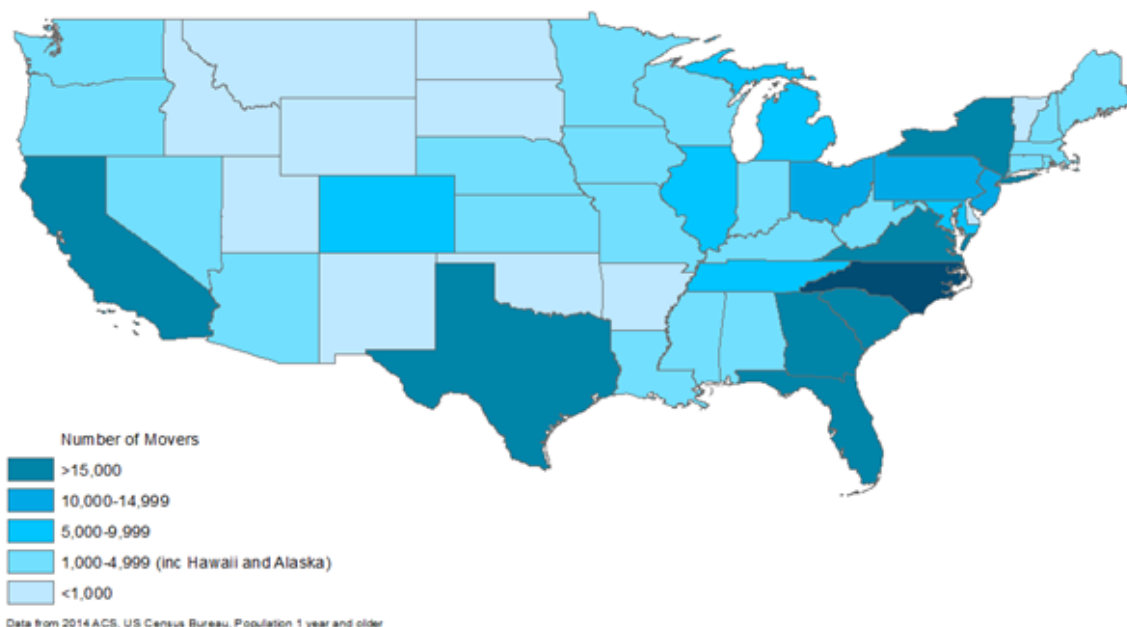 Number of Movers
>15,000
10,000-14,999
5,000-9,999
1,000-4,999 (inc Hawaii and Alaska)
<1,000
Data from 2014 ACS, US Census Bureau. Population 1 year and older